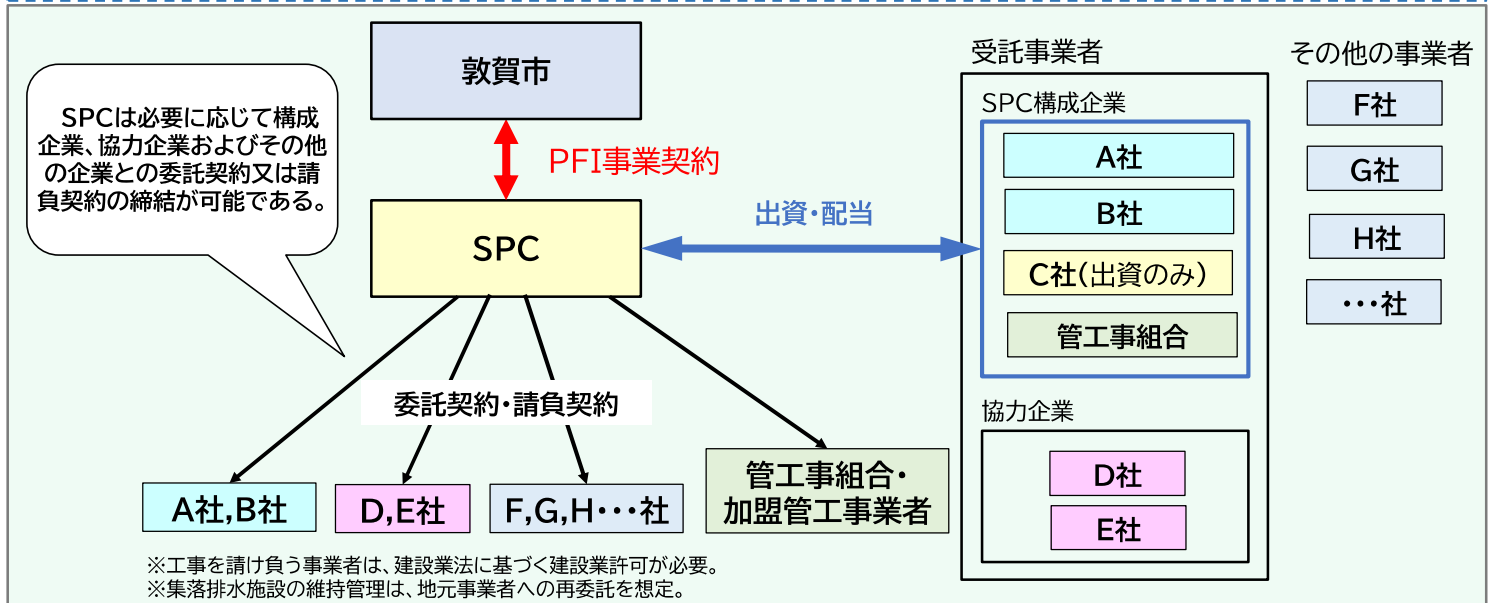 敦賀市
SPCは必要に応じて構成
企業、協力企業およびその他
の企業との委託契約又は請
負契約の締結が可能である。
PFI事業契約
SPC
出資・配当
受託事業者
SPC構成企業
A社
B社
C社(出資のみ)
管工事組合
協力企業
D社
E社
その他の事業者
F社
G社
H社
・・・社
委託契約・請負契約
A社,B社
D,E社
F,G,H・・・社
管工事組合・
加盟管工事業者
※工事を請け負う事業者は、建設業法に基づく建設業許可が必要。
※集落排水施設の維持管理は、地元事業者への再委託を想定。